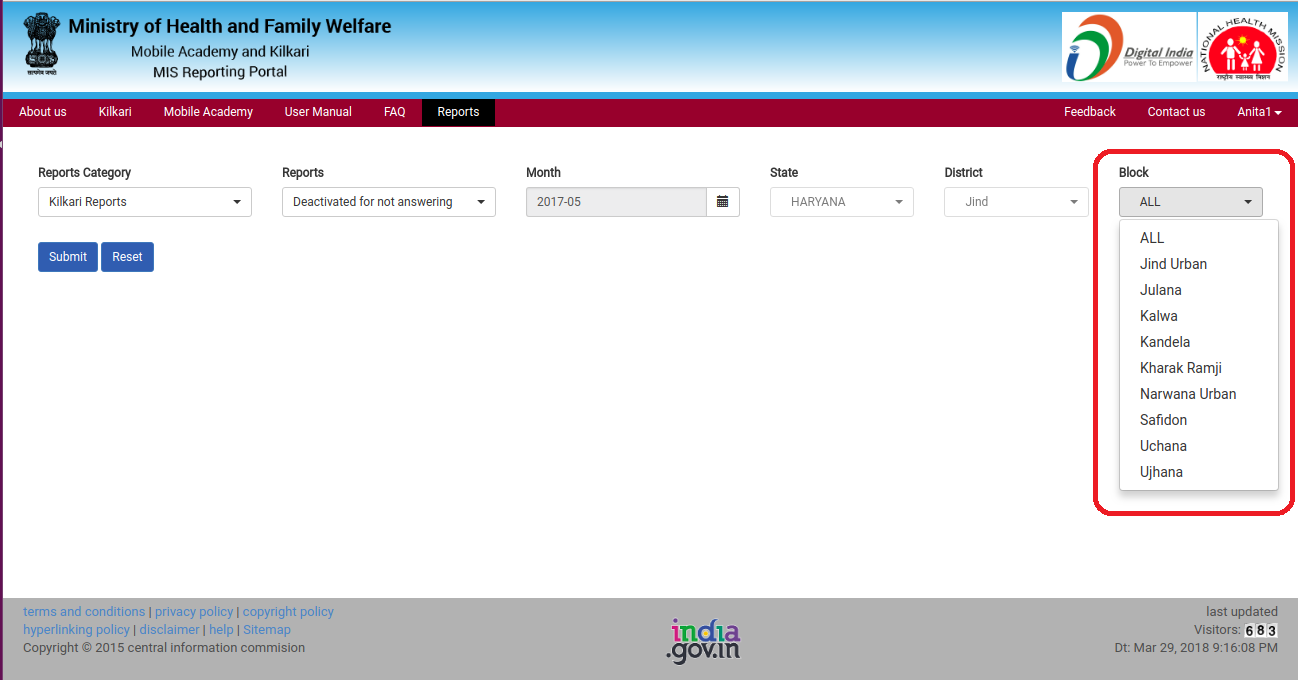 Ministry of Health and Family Welfare
Mobile Academy and Kilkari
MIS Reporting Portal
सत्यमेव जयते
Digital India
Power To Empower
NATIONAL HEALTH MISSION
राष्ट्रीय स्वास्थ्य मिशन
About us Kilkari Mobile Academy User Manual FAQ Reports Feedback Contact us Anita1
Reports Category Reports Month State District Block
Kilkari Reports Deactivated for not answering 2017-05 HARYANA Jind ALL
Submit Reset
ALL
Jind Urban
Julana
Kalwa
Kandela
Kharak Ramji
Narwana Urban
Safidon
Uchana
Ujhana
terms and conditions | privacy policy | copyright policy
hyperlinking policy | disclaimer | help | Sitemap
Copyright © 2015 central information commision
india
.gov.in
last updated
Visitors: 683
Dt: Mar 29, 2018 9:16:08 PM